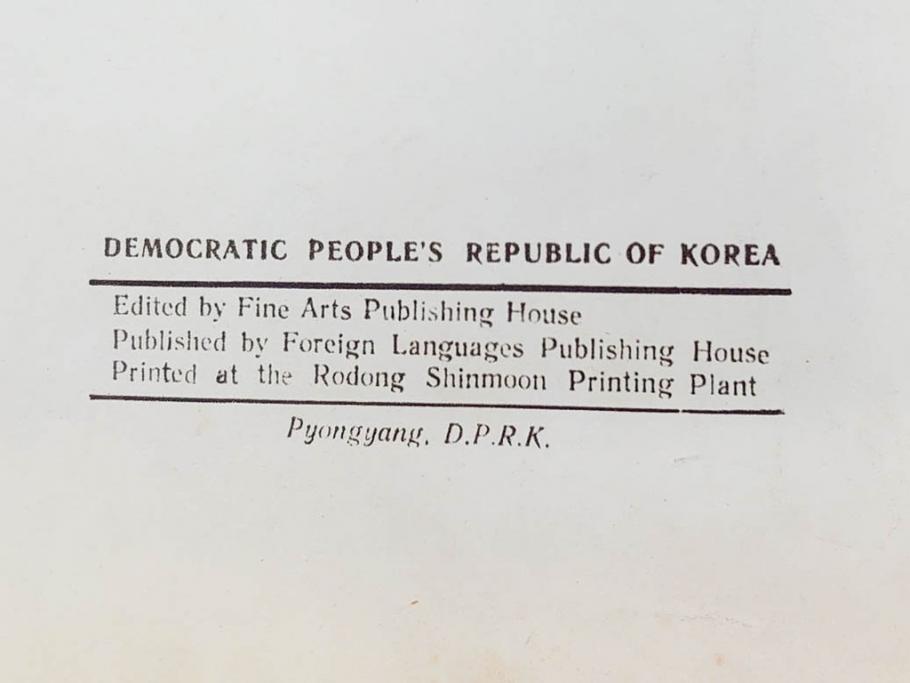 DEMOCRATIC PEOPLE'S REPUBLIC OF KOREA
Edited by Fine Arts Publishing House
Published by Foreign Languages Publishing House
Printed at the Rodong Shinmoon Printing Plant
Pyongyang, D.P.R.K.